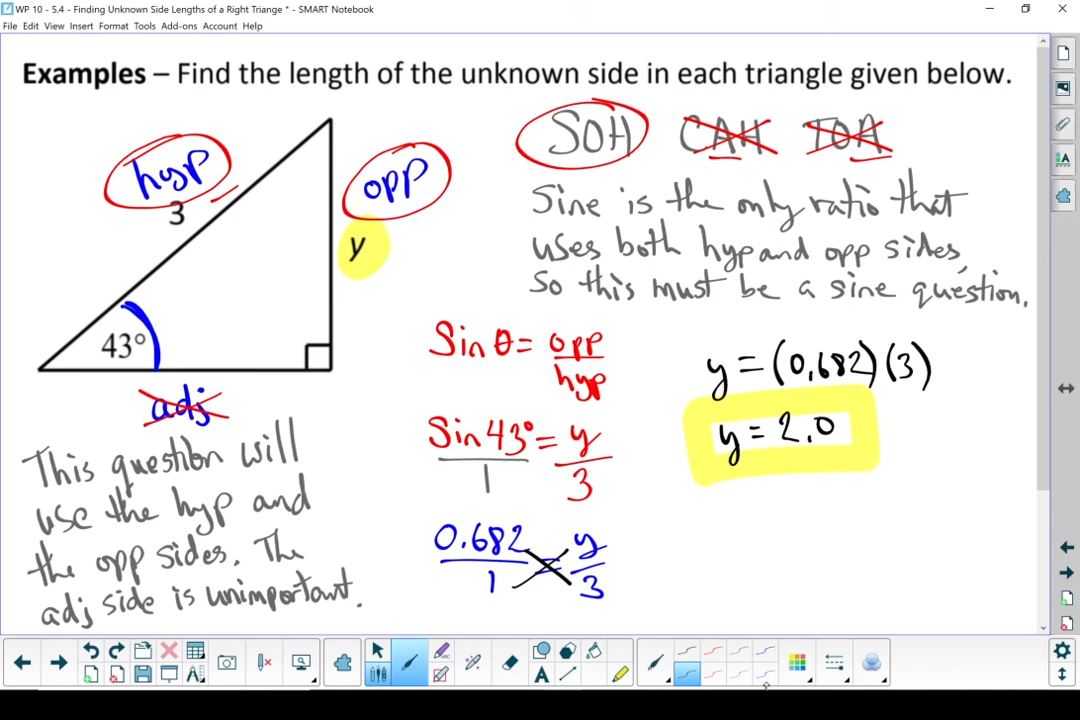 WP 10 - 5.4 - Finding Unknown Side Lengths of a Right Triange * - SMART Notebook
File Edit View Insert Format Tools Add-ons Account Help
Examples – Find the length of the unknown side in each triangle given below.
SOH CAH TOA
hyp
opp
3
y
43°
adj
Sine is the only ratio that
uses both hyp and opp sides,
so this must be a sine question.
This question will
use the hyp and
the opp sides. The
adj side is unimportant.
Sin θ = opp
hyp
Sin 43° = y
1 3
0.682 = y
1 3
y = (0.682)(3)
y = 2.0